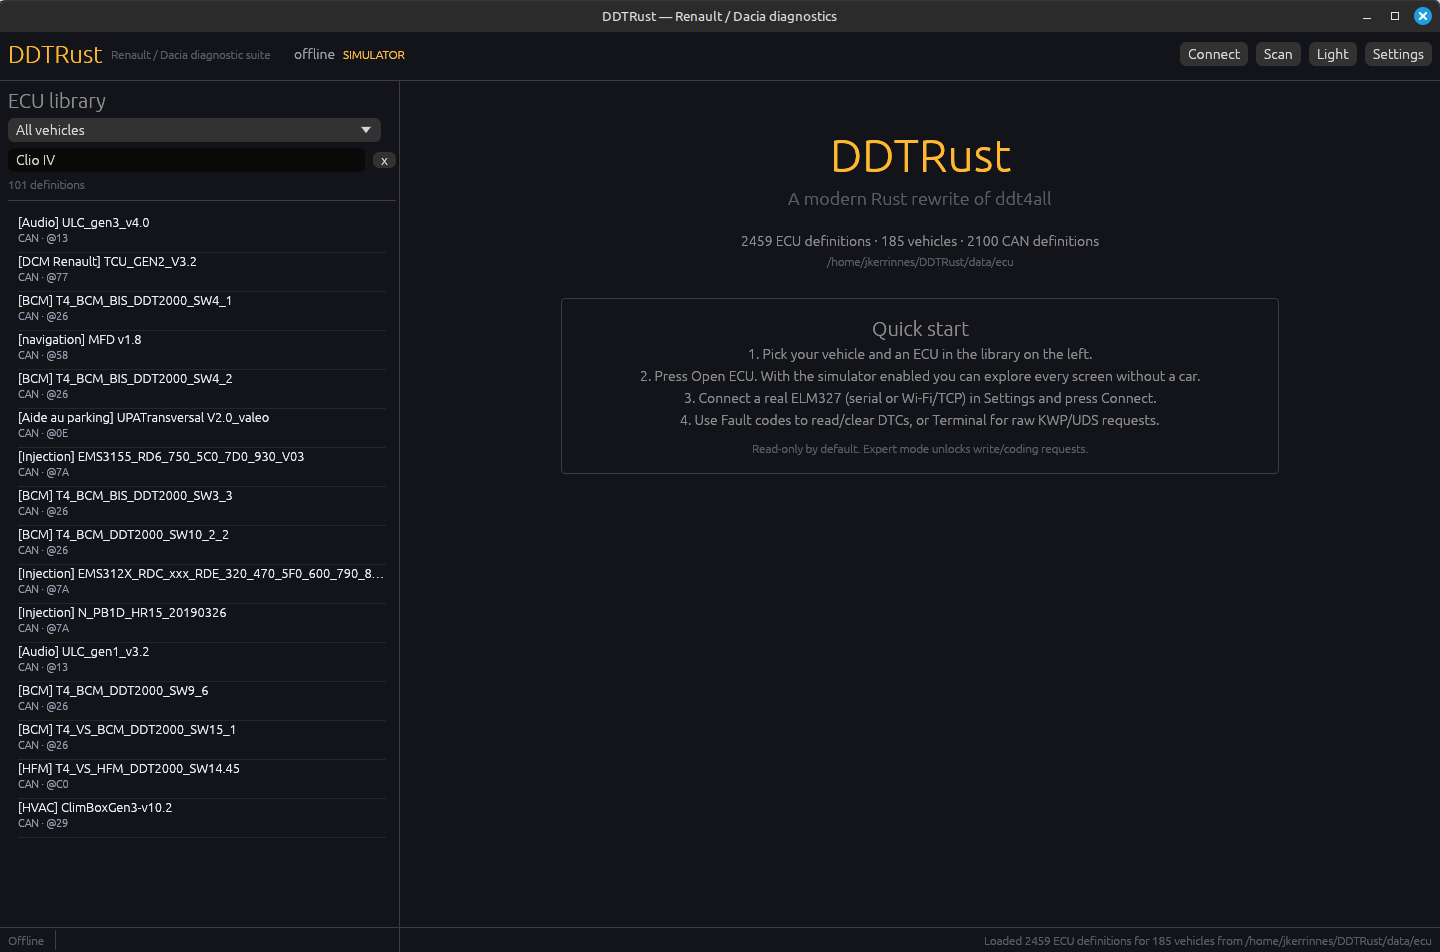 DDTRust — Renault / Dacia diagnostics
DDTRust Renault / Dacia diagnostic suite offline SIMULATOR
Connect Scan Light Settings
ECU library
All vehicles
Clio IV x
101 definitions
[Audio] ULC_gen3_v4.0
CAN · @13
[DCM Renault] TCU_GEN2_V3.2
CAN · @77
[BCM] T4_BCM_BIS_DDT2000_SW4_1
CAN · @26
[navigation] MFD v1.8
CAN · @58
[BCM] T4_BCM_BIS_DDT2000_SW4_2
CAN · @26
[Aide au parking] UPATransversal V2.0_valeo
CAN · @0E
[Injection] EMS3155_RD6_750_5C0_7D0_930_V03
CAN · @7A
[BCM] T4_BCM_BIS_DDT2000_SW3_3
CAN · @26
[BCM] T4_BCM_DDT2000_SW10_2_2
CAN · @26
[Injection] EMS312X_RDC_xxx_RDE_320_470_5F0_600_790_8…
CAN · @7A
[Injection] N_PB1D_HR15_20190326
CAN · @7A
[Audio] ULC_gen1_v3.2
CAN · @13
[BCM] T4_BCM_DDT2000_SW9_6
CAN · @26
[BCM] T4_VS_BCM_DDT2000_SW15_1
CAN · @26
[HFM] T4_VS_HFM_DDT2000_SW14.45
CAN · @C0
[HVAC] ClimBoxGen3-v10.2
CAN · @29
DDTRust
A modern Rust rewrite of ddt4all
2459 ECU definitions · 185 vehicles · 2100 CAN definitions
/home/jkerrinnes/DDTRust/data/ecu
Quick start
1. Pick your vehicle and an ECU in the library on the left.
2. Press Open ECU. With the simulator enabled you can explore every screen without a car.
3. Connect a real ELM327 (serial or Wi-Fi/TCP) in Settings and press Connect.
4. Use Fault codes to read/clear DTCs, or Terminal for raw KWP/UDS requests.
Read-only by default. Expert mode unlocks write/coding requests.
Offline
Loaded 2459 ECU definitions for 185 vehicles from /home/jkerrinnes/DDTRust/data/ecu